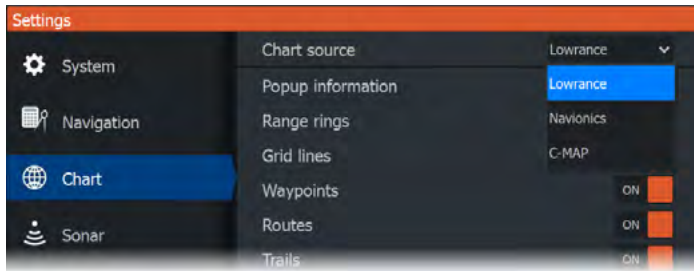 Settings
System
Navigation
Chart
Sonar
Chart source Lowrance
Popup information Lowrance
Range rings Navionics
Grid lines C-MAP
Waypoints ON
Routes ON
Trails ON